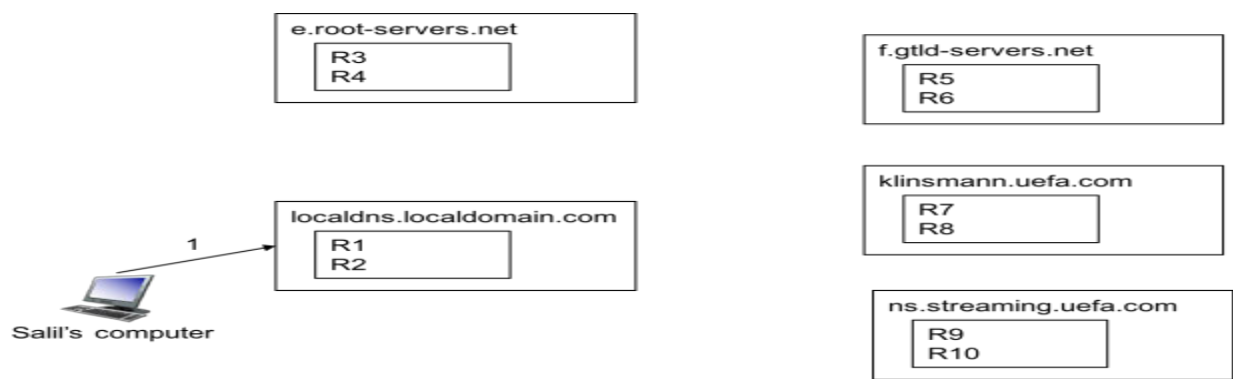 e.root-servers.net
R3
R4
f.gtld-servers.net
R5
R6
klinsmann.uefa.com
R7
R8
localdns.localdomain.com
R1
R2
1
Salil's computer
ns.streaming.uefa.com
R9
R10